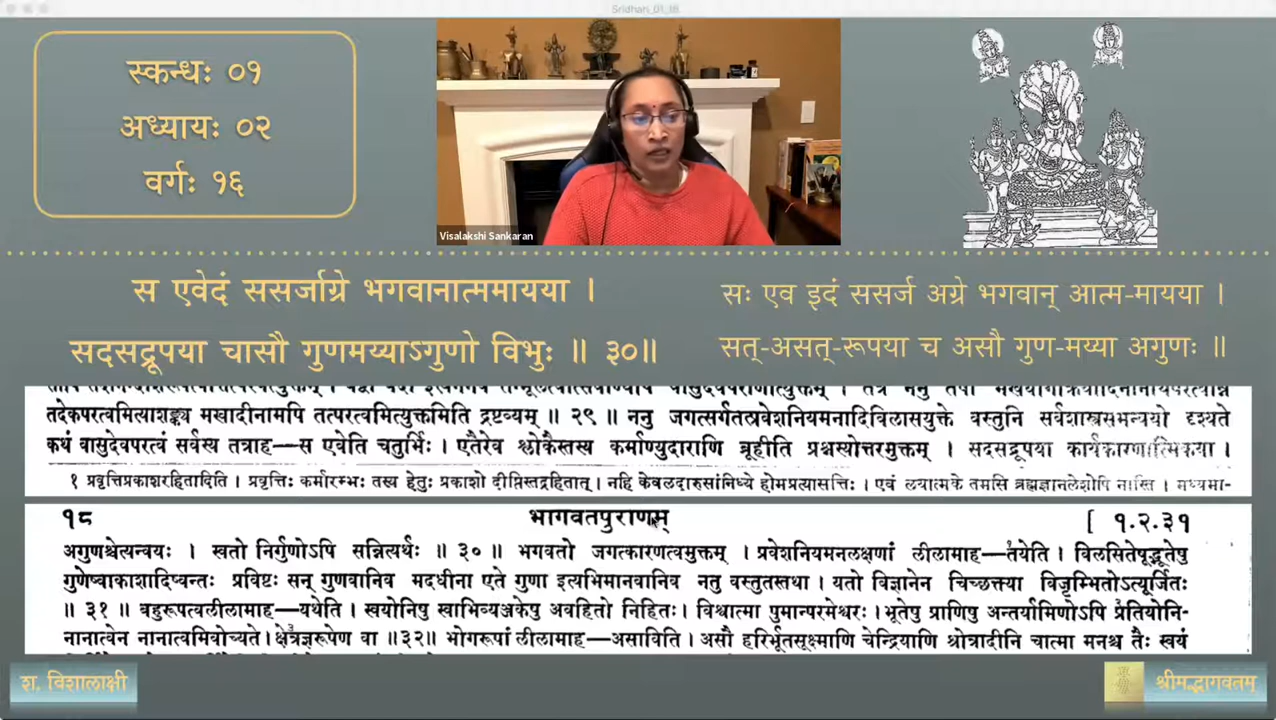 Sridhari_01_16
स्कन्धः ०१
अध्यायः ०२
वर्गः १६
Visalakshi Sankaran
स एवेदं ससर्जाग्रे भगवानात्ममायया ।
सदसद्रूपया चासौ गुणमय्याऽगुणो विभुः ॥ ३०॥
सः एव इदं ससर्ज अग्रे भगवान् आत्म-मायया ।
सत्-असत्-रूपया च असौ गुण-मय्या अगुणः ॥
तदेकपरत्वमित्याशङ्क्य मखादीनामपि तत्परत्वमित्युक्तमिति द्रष्टव्यम् ॥ २९ ॥ ननु जगत्सर्गतत्प्रवेशनियमनादिविलासयुक्ते वस्तुनि सर्वशास्त्रसमन्वयो दृश्यते
कथं वासुदेवपरत्वं सर्वस्य तत्राह—स एवेति चतुर्भिः । एतैरेव श्लोकैस्तस्य कर्माण्युदाराणि ब्रूहीति प्रश्नस्योत्तरमुक्तम् । सदसद्रूपया कार्यकारणात्मिकया ।
१ प्रवृत्तिप्रकाशरहितादिति । प्रवृत्तिः कर्मारम्भः तस्य हेतुः प्रकाशो दीप्तिस्तद्रहितात् । नहि केवलदारुसांनिध्ये होमप्रत्यासत्तिः । एवं लयात्मके तमसि ब्रह्मज्ञानलेशोपि नास्ति । मध्यमा-
१८ भागवतपुराणम् [ १.२.३१
अगुणश्चेत्यन्वयः । स्वतो निर्गुणोऽपि सन्नित्यर्थः ॥ ३० ॥ भगवतो जगत्कारणत्वमुक्तम् । प्रवेशनियमनलक्षणां लीलामाह—तयेति । विलसितेषूद्भूतेषु
गुणेष्वाकाशादिष्वन्तः प्रविष्टः सन् गुणवानिव मदधीना एते गुणा इत्यभिमानवानिव नतु वस्तुतस्तथा । यतो विज्ञानेन चिच्छक्त्या विजृम्भितोऽत्यूर्जितः
॥ ३१ ॥ बहुरूपत्वलीलामाह—यथेति । स्वयोनिषु स्वाभिव्यञ्जकेषु अवहितो निहितः । विश्वात्मा पुमान्परमेश्वरः । भूतेषु प्राणिषु अन्तर्यामिणोऽपि प्रतियोनि-
नानात्वेन नानात्वमिवोच्यते । क्षेत्रज्ञरूपेण वा ॥३२॥ भोगरूपां लीलामाह—असाविति । असौ हरिर्भूतसूक्ष्माणि चेन्द्रियाणि श्रोत्रादीनि चात्मा मनश्च तैः स्वयं
श. विशालाक्षी
श्रीमद्भागवतम्